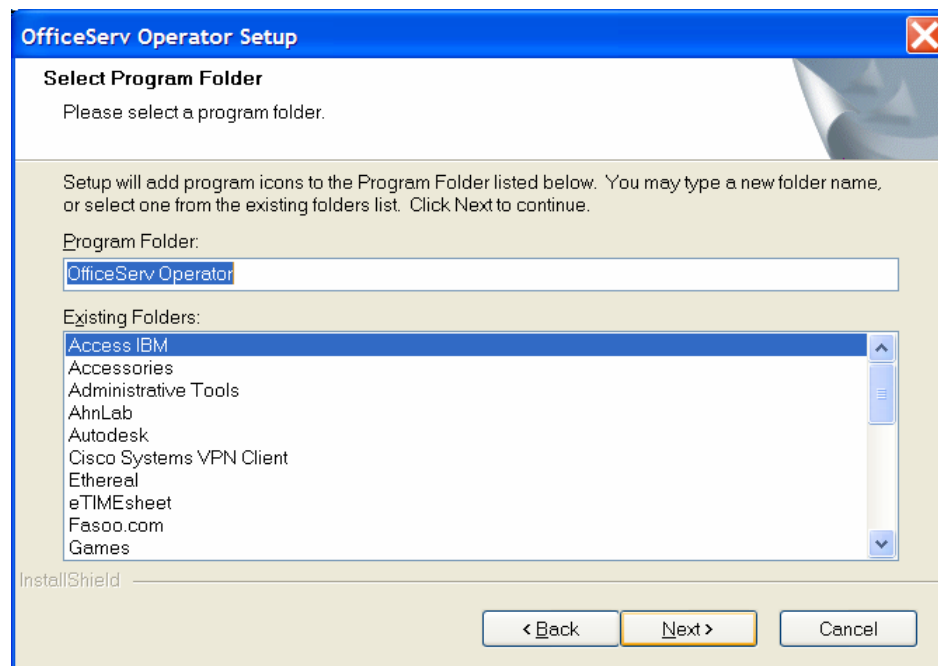 OfficeServ Operator Setup
Select Program Folder
Please select a program folder.
Setup will add program icons to the Program Folder listed below. You may type a new folder name,
or select one from the existing folders list. Click Next to continue.
Program Folder:
OfficeServ Operator
Existing Folders:
Access IBM
Accessories
Administrative Tools
AhnLab
Autodesk
Cisco Systems VPN Client
Ethereal
eTIMEsheet
Fasoo.com
Games
InstallShield
< Back
Next >
Cancel